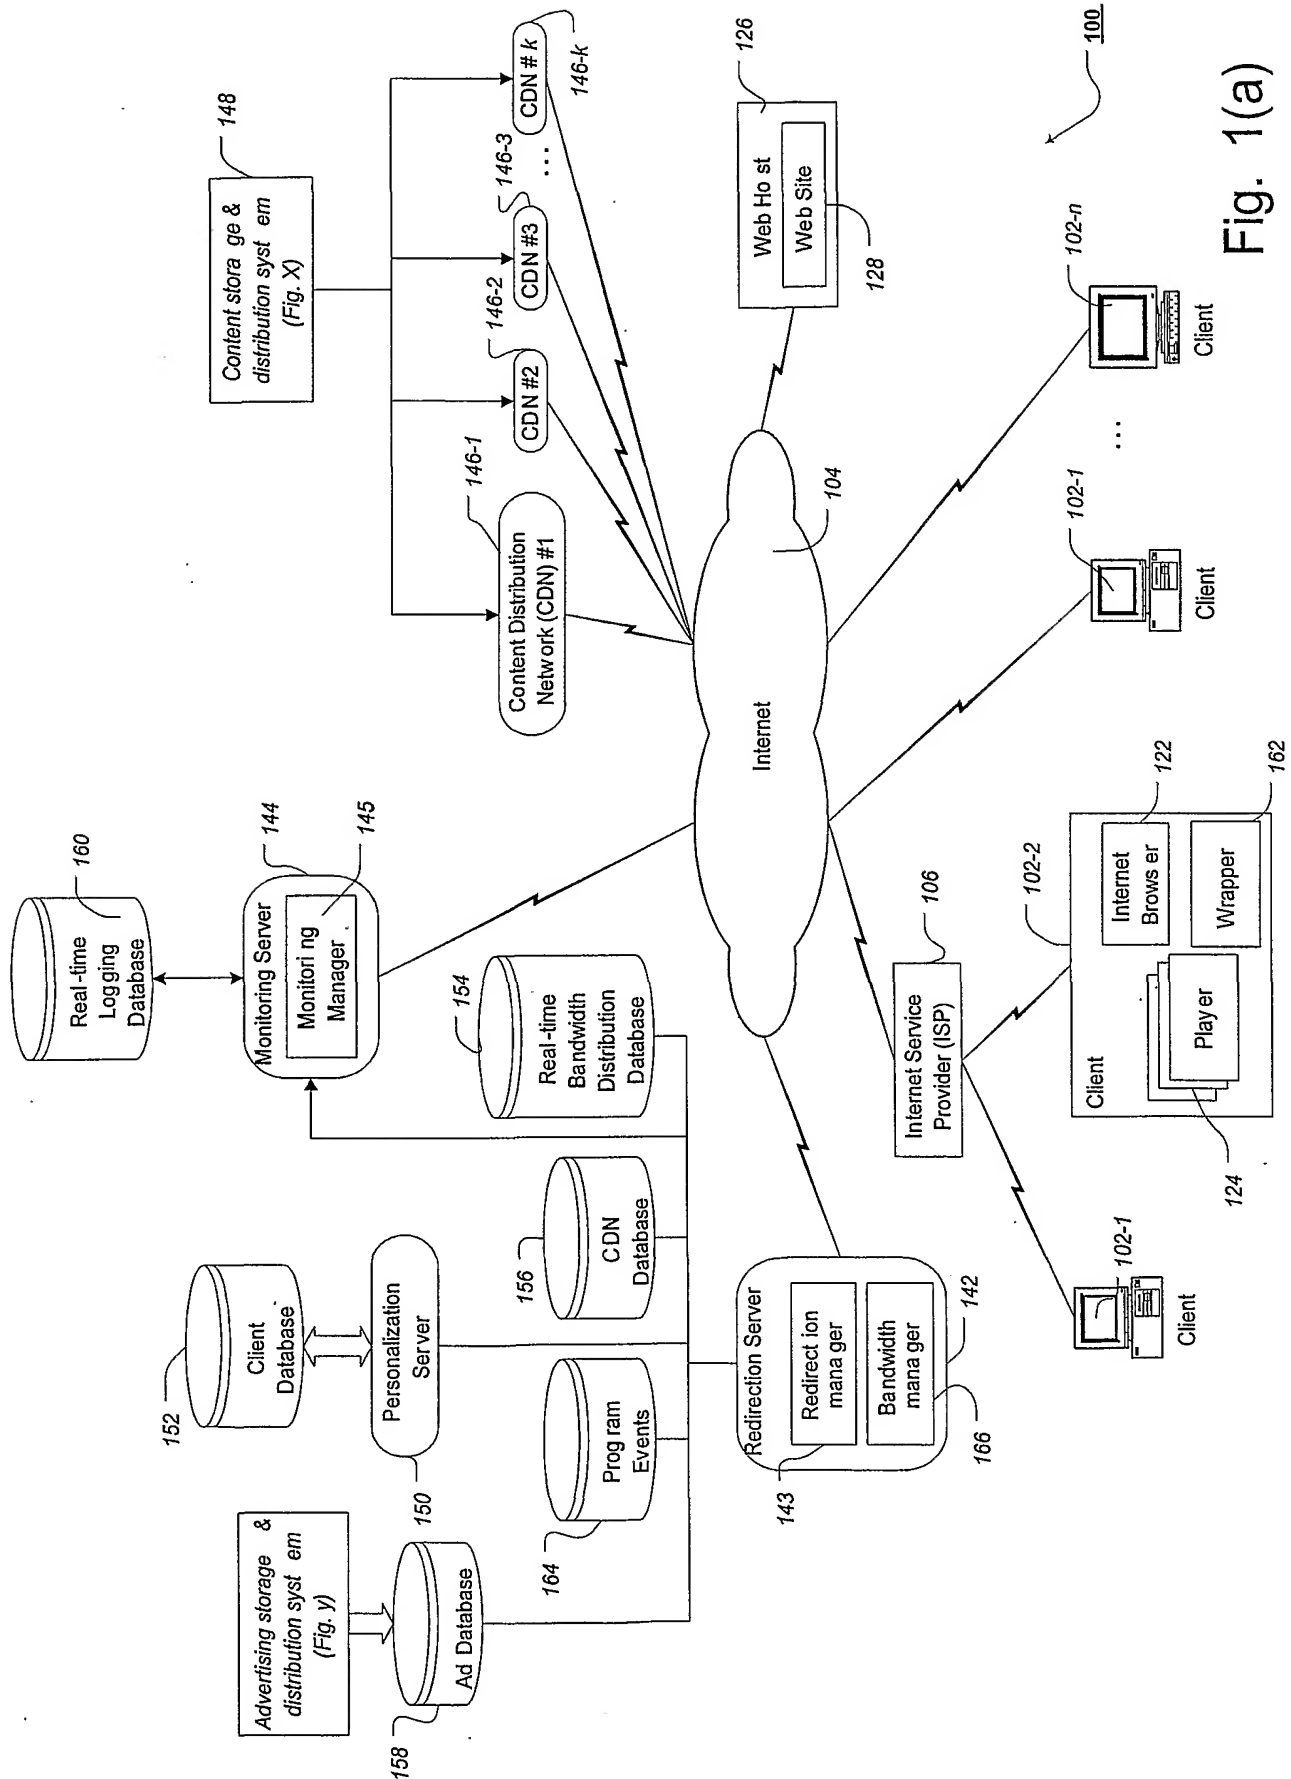 Advertising storage &
distribution syst em
(Fig. y)
158
Ad Database
152
Client
Database
150
Personalization
Server
164
Prog ram
Events
156
CDN
Database
154
Real-time
Bandwidth
Distribution
Database
Real-time
Logging
Database
160
Monitoring Server
144
Monitori ng
Manager
145
Content stora ge &
distribution syst em
(Fig. X)
148
Content Distribution
Network (CDN) #1
146-1
CDN #2
146-2
CDN #3
146-3
...
CDN # k
146-k
Redirection Server
Redirect ion
mana ger
Bandwidth
mana ger
143
166
142
Internet
104
Web Ho st
Web Site
126
128
Internet Service
Provider (ISP)
106
102-1
Client
Client
102-2
Player
124
Internet
Brows er
122
Wrapper
162
102-1
Client
...
102-n
Client
100
Fig. 1(a)